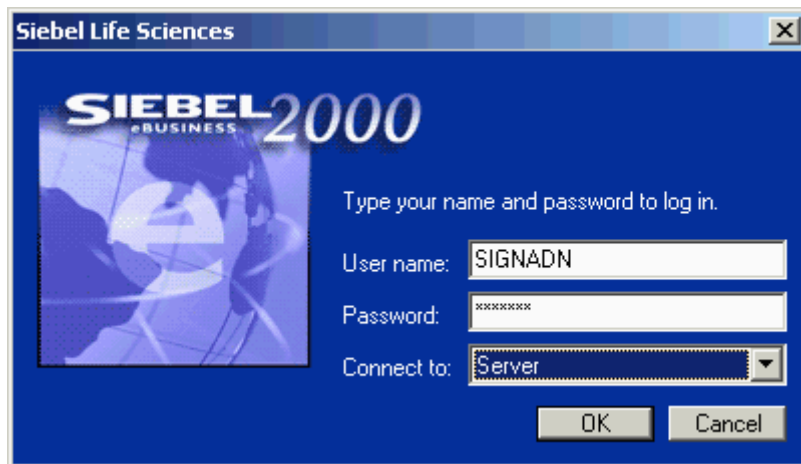 Siebel Life Sciences
SIEBEL 2000
eBUSINESS
e
Type your name and password to log in.
User name: SIGNADN
Password: *******
Connect to: Server
OK Cancel